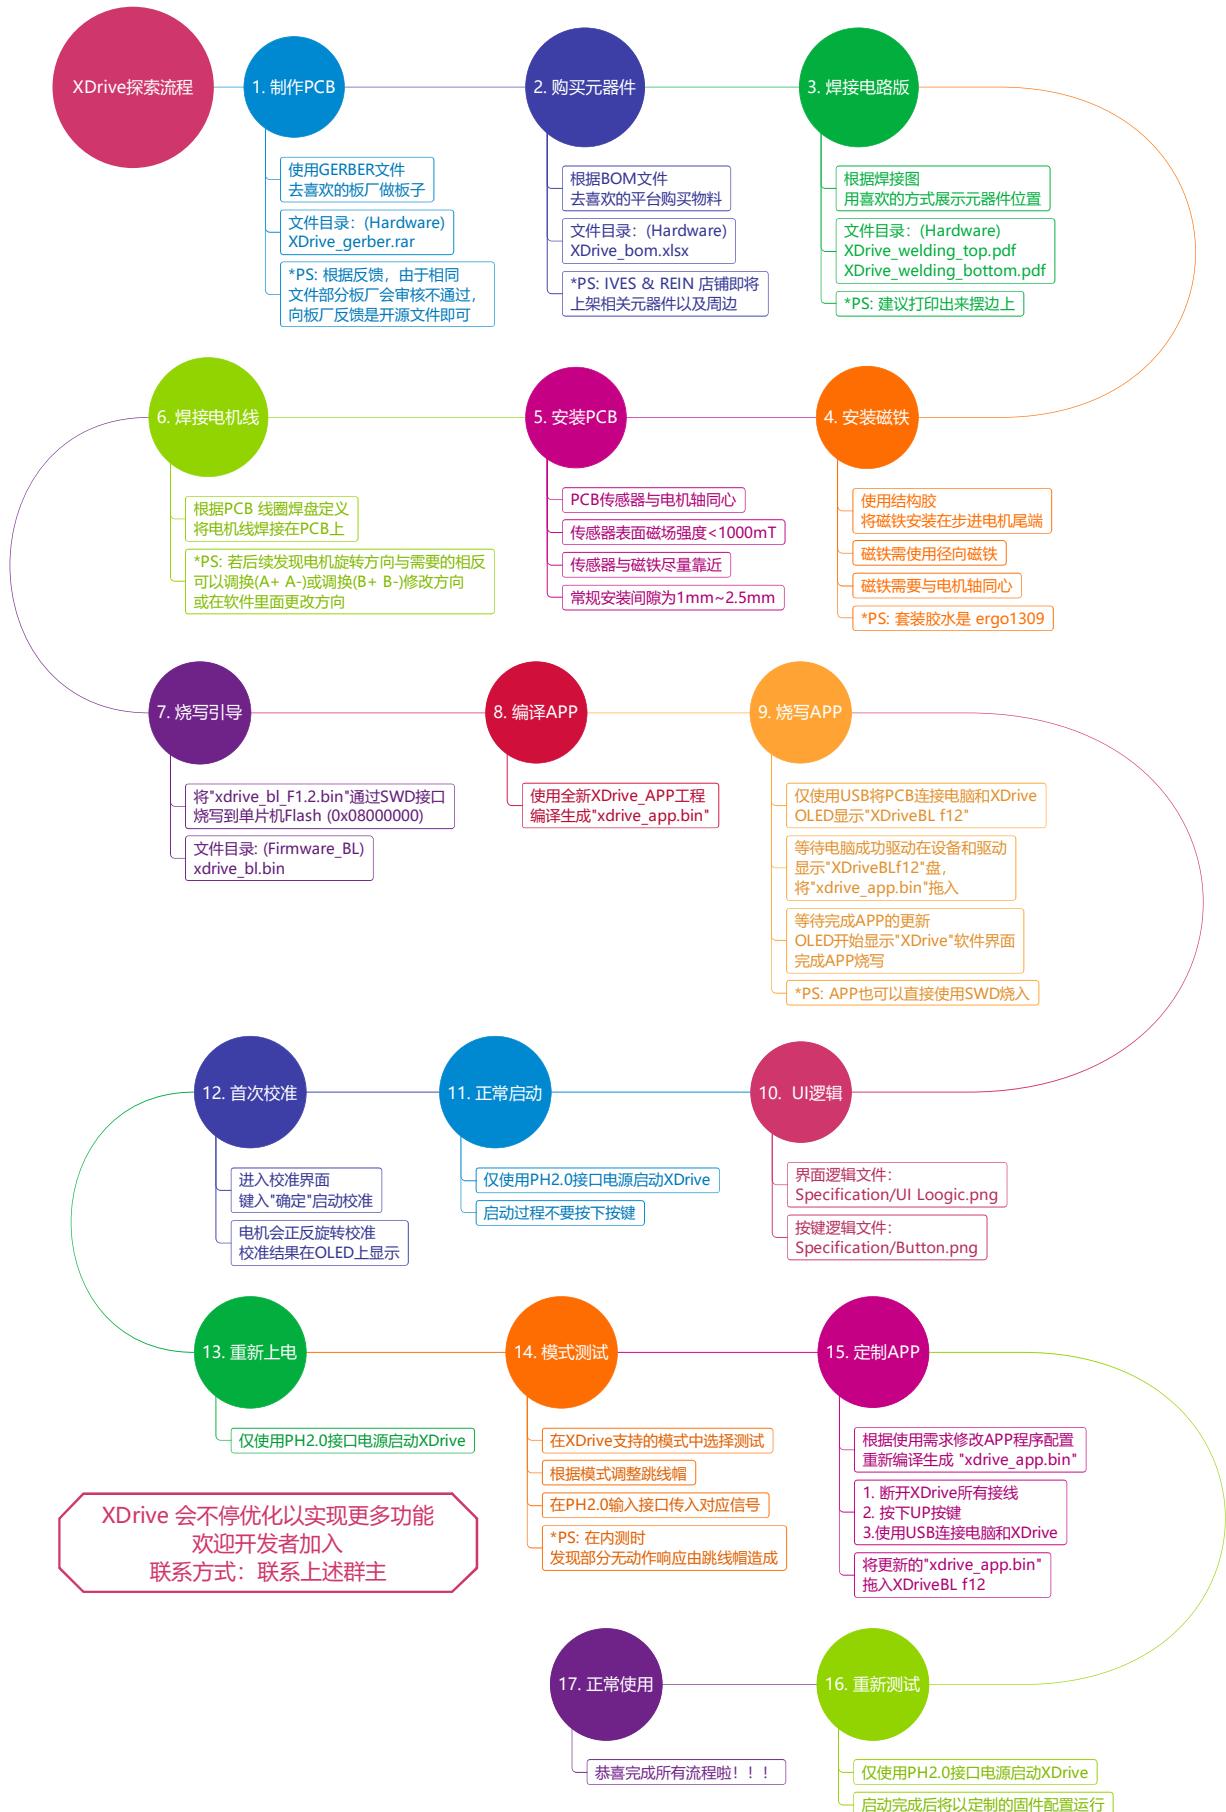 XDrive探索流程
1. 制作PCB
使用GERBER文件
去喜欢的板厂做板子
文件目录：(Hardware)
XDrive_gerber.rar
*PS: 根据反馈，由于相同
文件部分板厂会审核不通过，
向板厂反馈是开源文件即可
2. 购买元器件
根据BOM文件
去喜欢的平台购买物料
文件目录：(Hardware)
XDrive_bom.xlsx
*PS: IVES & REIN 店铺即将
上架相关元器件以及周边
3. 焊接电路版
根据焊接图
用喜欢的方式展示元器件位置
文件目录：(Hardware)
XDrive_welding_top.pdf
XDrive_welding_bottom.pdf
*PS: 建议打印出来摆边上
4. 安装磁铁
使用结构胶
将磁铁安装在步进电机尾端
磁铁需使用径向磁铁
磁铁需要与电机轴同心
*PS: 套装胶水是 ergo1309
5. 安装PCB
PCB传感器与电机轴同心
传感器表面磁场强度<1000mT
传感器与磁铁尽量靠近
常规安装间隙为1mm~2.5mm
6. 焊接电机线
根据PCB 线圈焊盘定义
将电机线焊接在PCB上
*PS: 若后续发现电机旋转方向与需要的相反
可以调换(A+ A-)或调换(B+ B-)修改方向
或在软件里面更改方向
7. 烧写引导
将"xdrive_bl_F1.2.bin"通过SWD接口
烧写到单片机Flash (0x08000000)
文件目录: (Firmware_BL)
xdrive_bl.bin
8. 编译APP
使用全新XDrive_APP工程
编译生成"xdrive_app.bin"
9. 烧写APP
仅使用USB将PCB连接电脑和XDrive
OLED显示"XDriveBL f12"
等待电脑成功驱动在设备和驱动
显示"XDriveBLf12"盘，
将"xdrive_app.bin"拖入
等待完成APP的更新
OLED开始显示"XDrive"软件界面
完成APP烧写
*PS: APP也可以直接使用SWD烧入
10. UI逻辑
界面逻辑文件：
Specification/UI Loogic.png
按键逻辑文件：
Specification/Button.png
11. 正常启动
仅使用PH2.0接口电源启动XDrive
启动过程不要按下按键
12. 首次校准
进入校准界面
键入"确定"启动校准
电机会正反旋转校准
校准结果在OLED上显示
13. 重新上电
仅使用PH2.0接口电源启动XDrive
14. 模式测试
在XDrive支持的模式中选择测试
根据模式调整跳线帽
在PH2.0输入接口传入对应信号
*PS: 在内测时
发现部分无动作响应由跳线帽造成
15. 定制APP
根据使用需求修改APP程序配置
重新编译生成 "xdrive_app.bin"
1. 断开XDrive所有接线
2. 按下UP按键
3.使用USB连接电脑和XDrive
将更新的"xdrive_app.bin"
拖入XDriveBL f12
XDrive 会不停优化以实现更多功能
欢迎开发者加入
联系方式：联系上述群主
16. 重新测试
仅使用PH2.0接口电源启动XDrive
启动完成后将以定制的固件配置运行
17. 正常使用
恭喜完成所有流程啦！！！